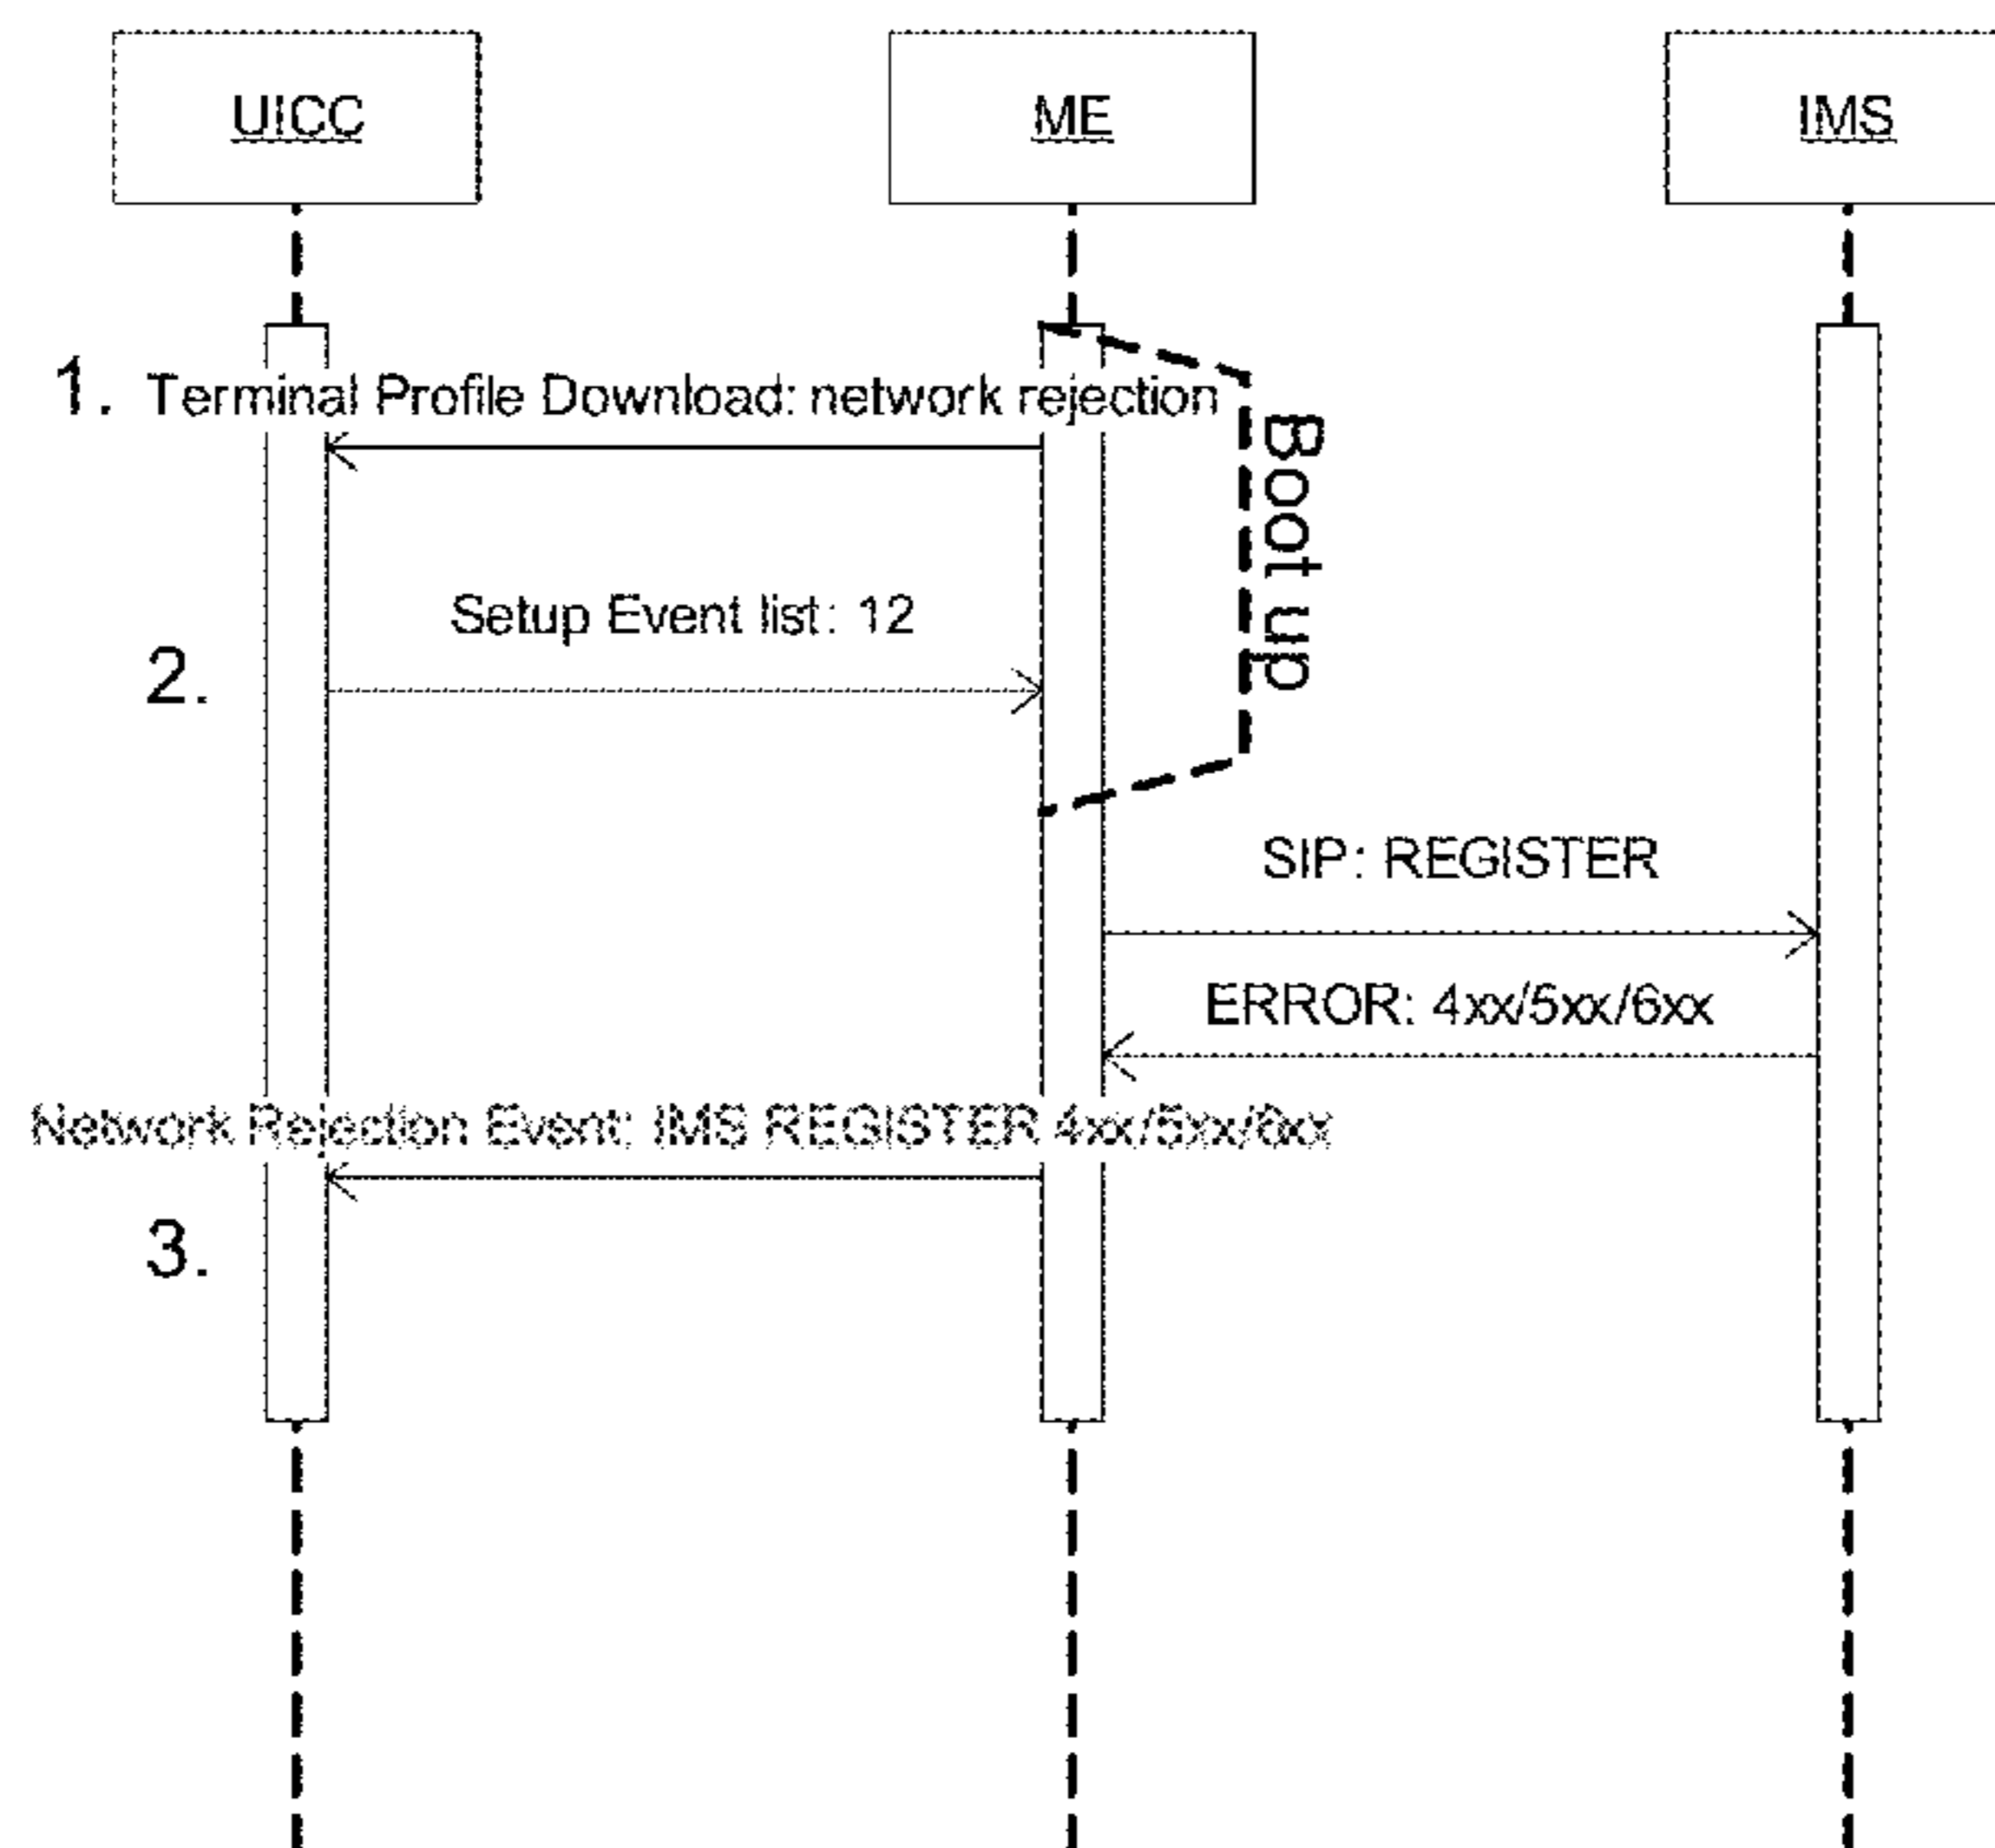 UICC
ME
IMS
1. Terminal Profile Download: network rejection
Boot up
Setup Event list: 12
2.
SIP: REGISTER
ERROR: 4xx/5xx/6xx
Network Rejection Event: IMS REGISTER 4xx/5xx/6xx
3.